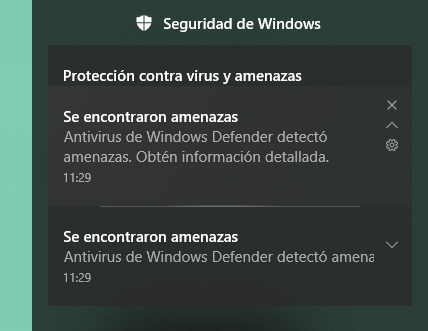 Seguridad de Windows
Protección contra virus y amenazas
Se encontraron amenazas
Antivirus de Windows Defender detectó
amenazas. Obtén información detallada.
11:29
Se encontraron amenazas
Antivirus de Windows Defender detectó amena
11:29